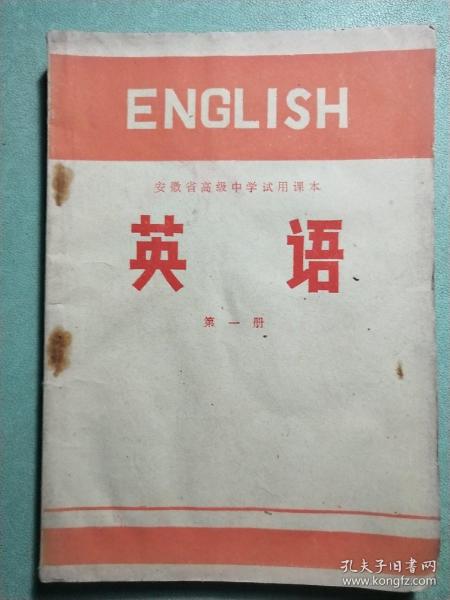 ENGLISH
安徽省高级中学试用课本
英语
第一册
孔夫子旧书网
www.kongfz.com